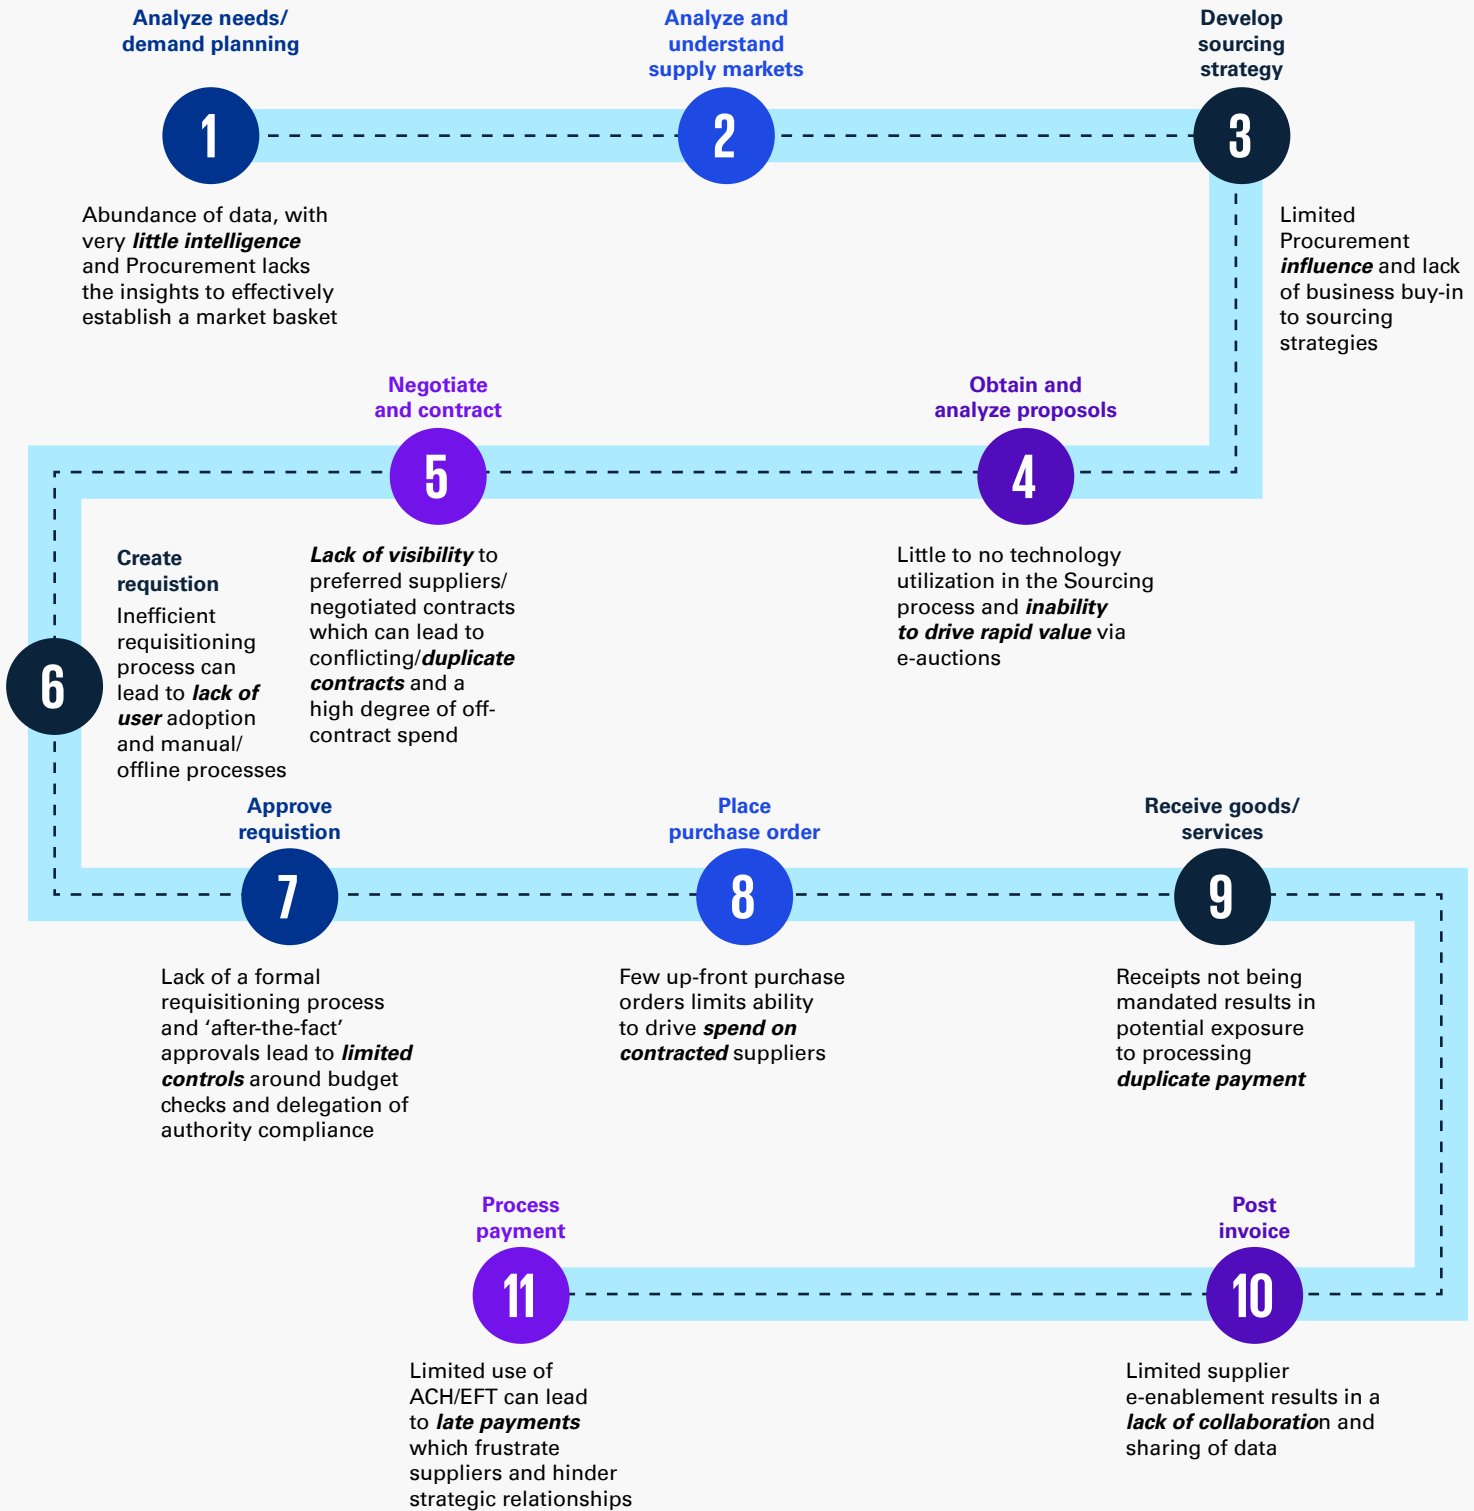 Analyze needs/
demand planning
1
Abundance of data, with
very little intelligence
and Procurement lacks
the insights to effectively
establish a market basket
Analyze and
understand
supply markets
2
Develop
sourcing
strategy
3
Limited
Procurement
influence and lack
of business buy-in
to sourcing
strategies
Obtain and
analyze proposols
4
Little to no technology
utilization in the Sourcing
process and inability
to drive rapid value via
e-auctions
Negotiate
and contract
5
Lack of visibility to
preferred suppliers/
negotiated contracts
which can lead to
conflicting/duplicate
contracts and a
high degree of off-
contract spend
Create
requistion
6
Inefficient
requisitioning
process can
lead to lack of
user adoption
and manual/
offline processes
Approve
requistion
7
Lack of a formal
requisitioning process
and ‘after-the-fact’
approvals lead to limited
controls around budget
checks and delegation of
authority compliance
Place
purchase order
8
Few up-front purchase
orders limits ability
to drive spend on
contracted suppliers
Receive goods/
services
9
Receipts not being
mandated results in
potential exposure
to processing
duplicate payment
Post
invoice
10
Limited supplier
e-enablement results in a
lack of collaboration and
sharing of data
Process
payment
11
Limited use of
ACH/EFT can lead
to late payments
which frustrate
suppliers and hinder
strategic relationships